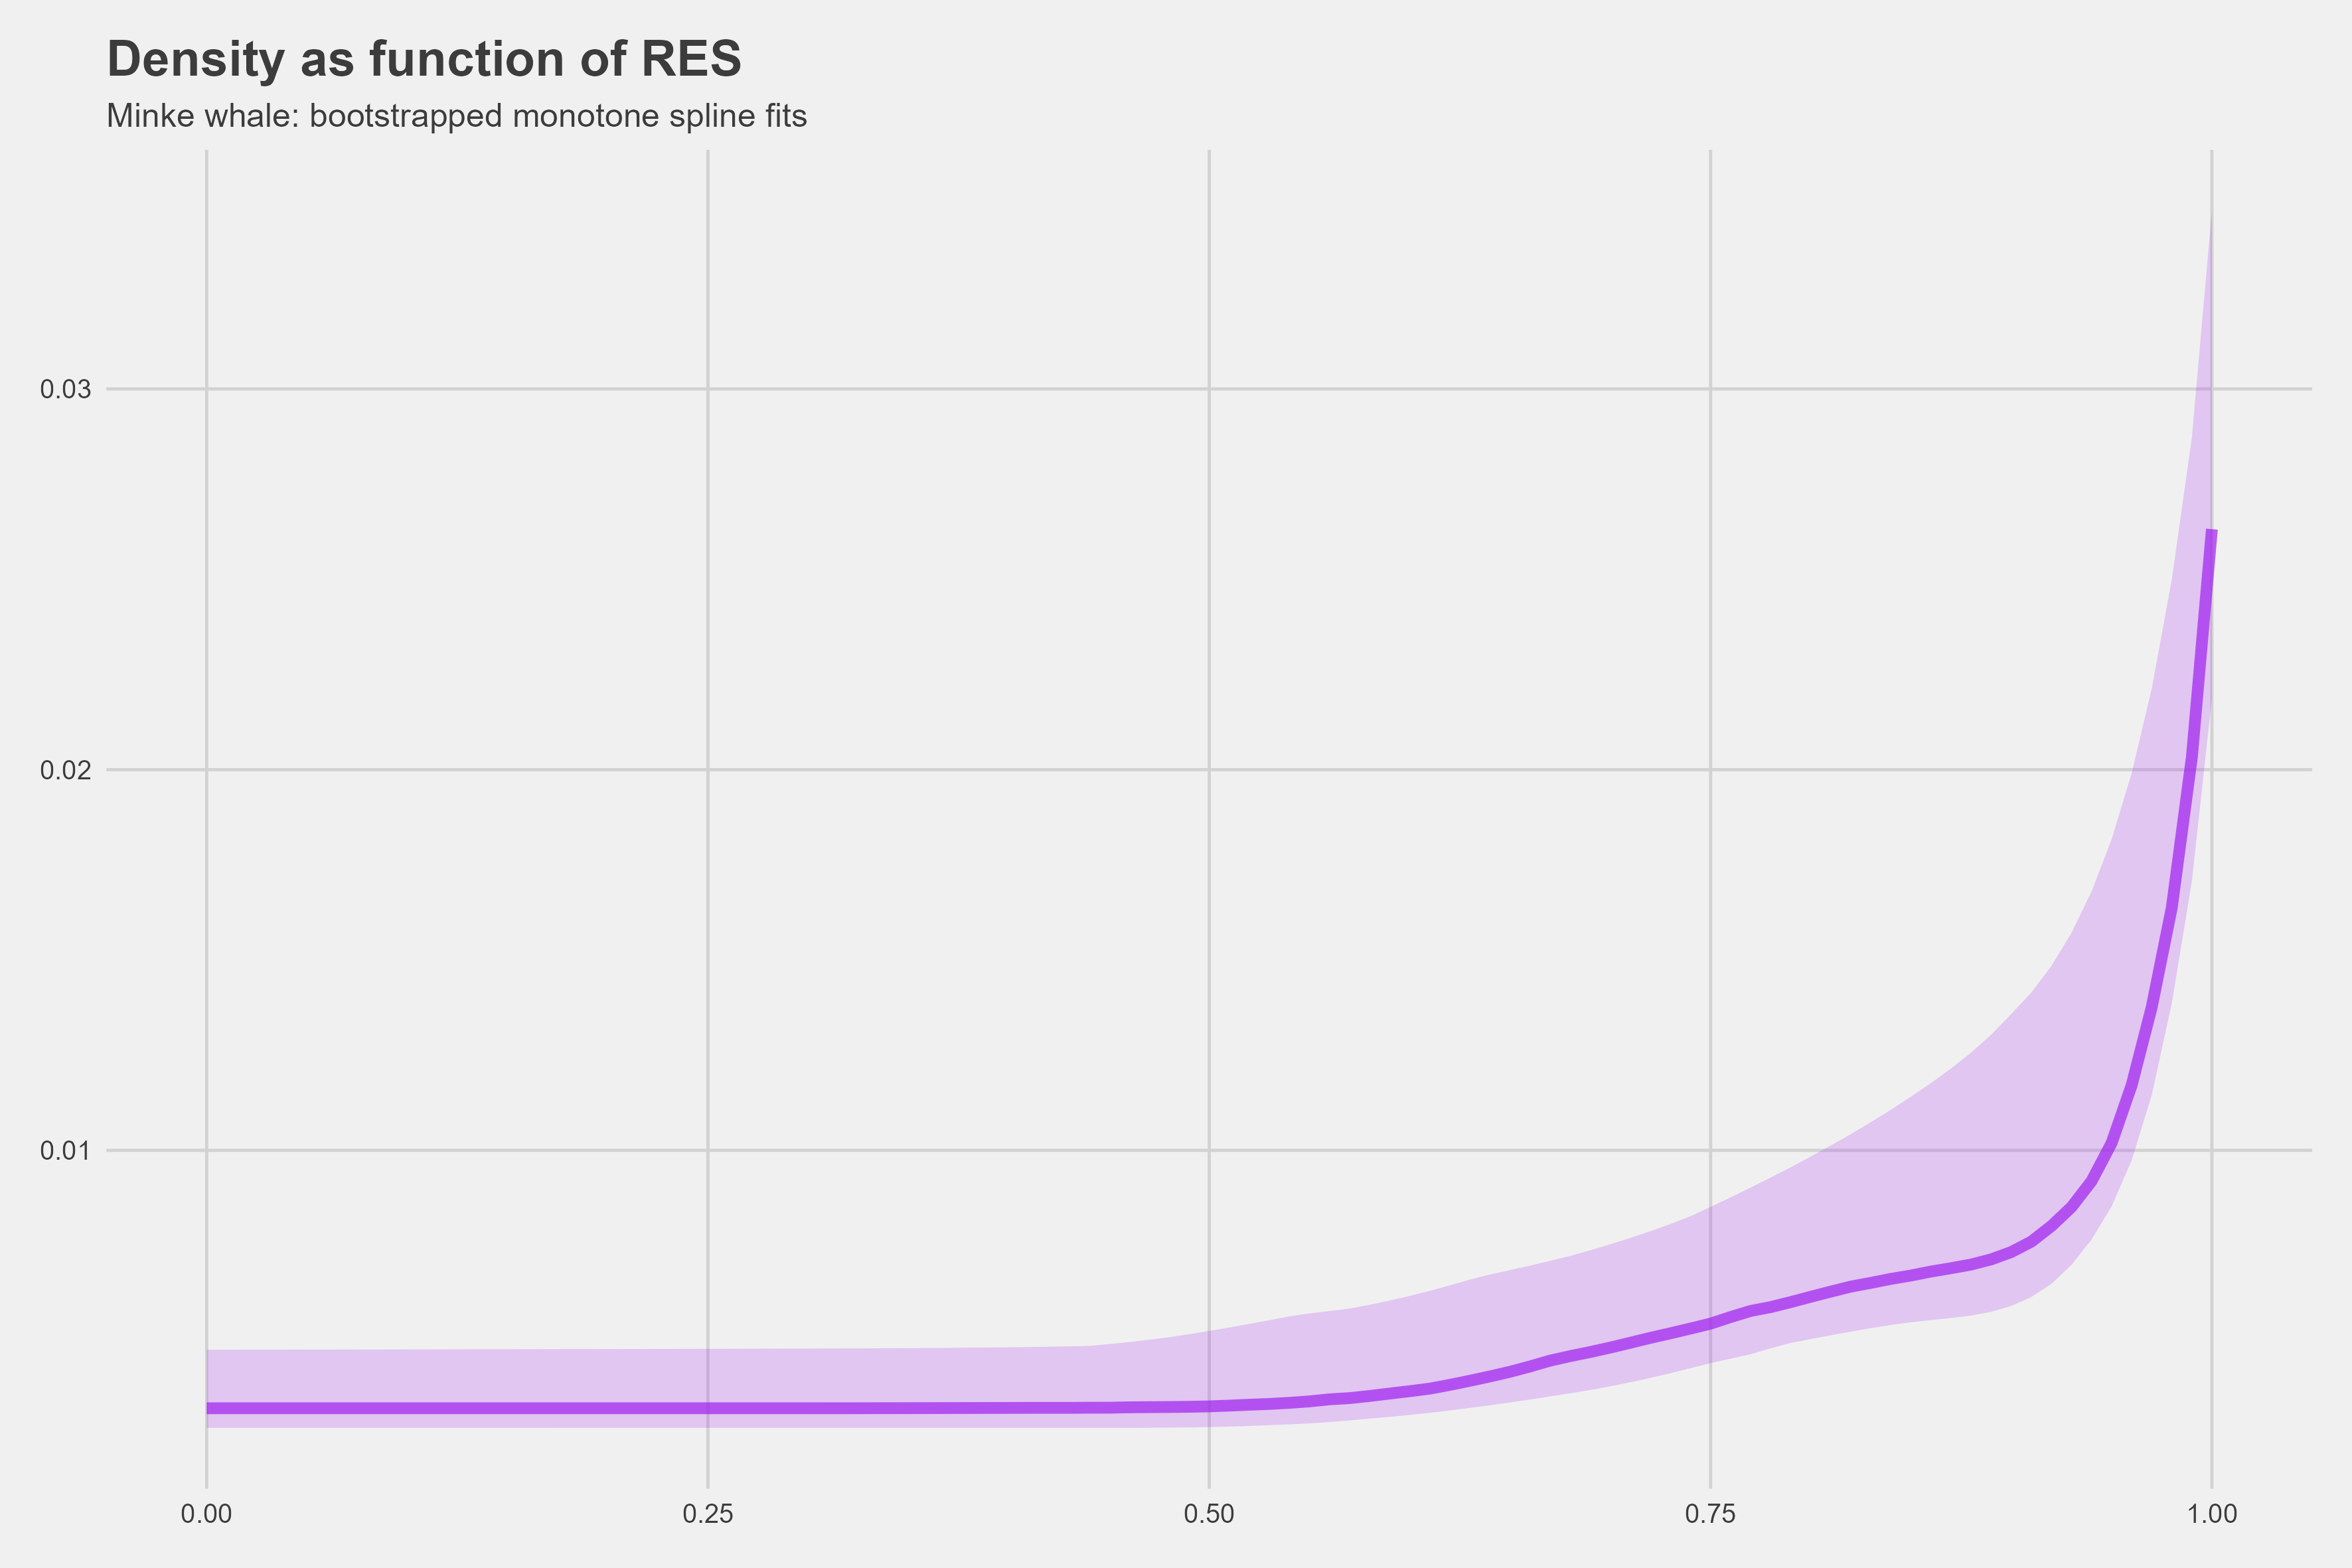 Density as function of RES
Minke whale: bootstrapped monotone spline fits
0.03
0.02
0.01
0.00 0.25 0.50 0.75 1.00